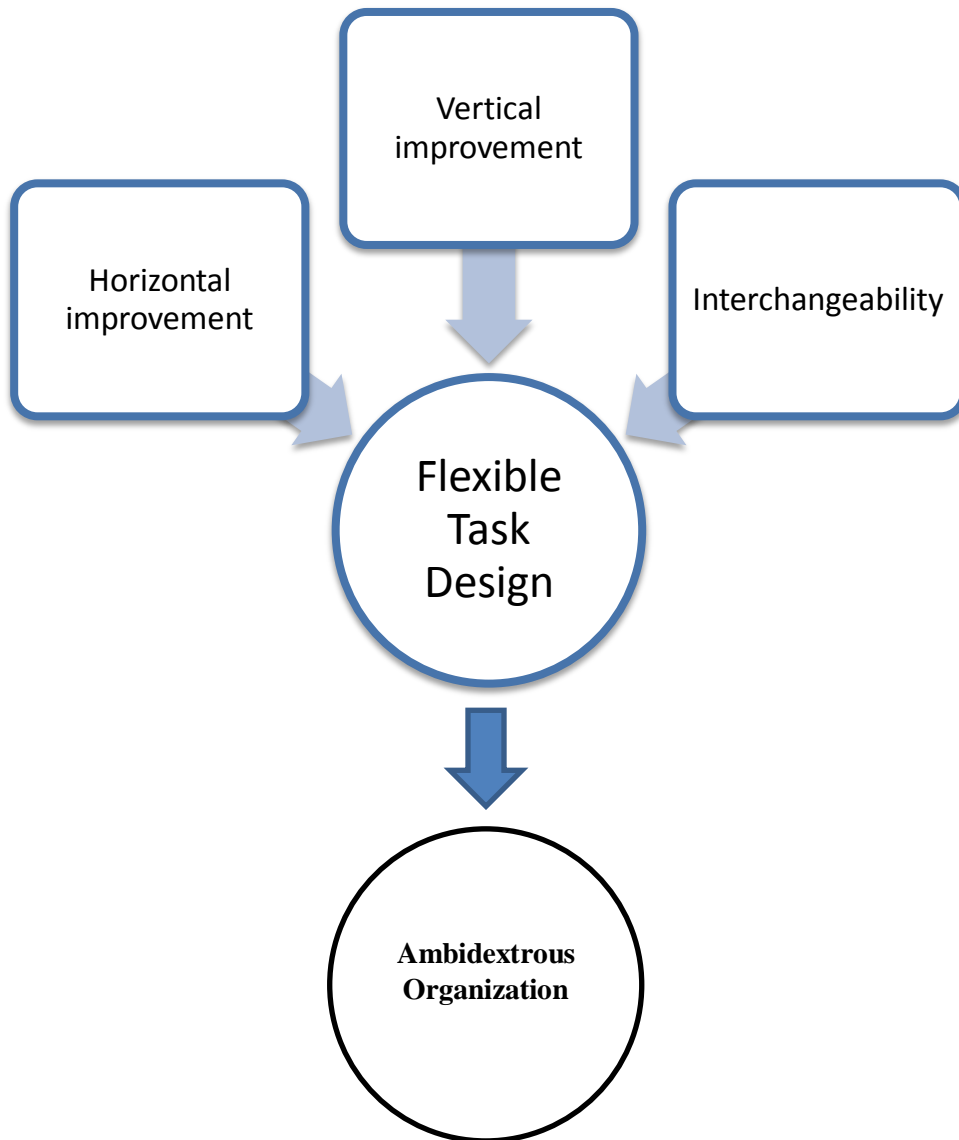 Vertical
improvement
Horizontal
improvement
Interchangeability
Flexible
Task
Design
Ambidextrous
Organization